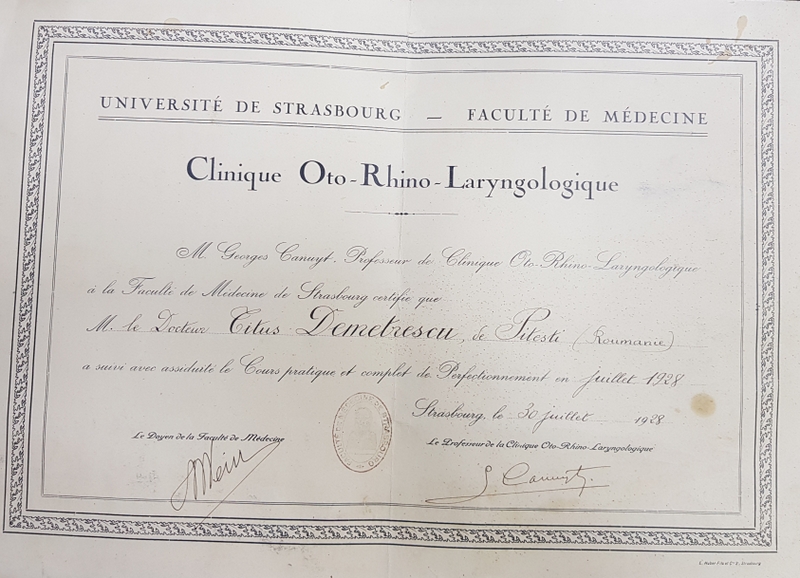 UNIVERSITÉ DE STRASBOURG — FACULTÉ DE MÉDECINE
Clinique Oto-Rhino-Laryngologique
M. Georges Canuyt. Professeur de Clinique Oto-Rhino-Laryngologique
à la Faculté de Médecine de Strasbourg certifie que
M. le Docteur Titus Demetrescu, de Pitesti (Roumanie)
a suivi avec assiduité le Cours pratique et complet de Perfectionnement en juillet 1928
Strasbourg, le 30 juillet 1928
Le Doyen de la Faculté de Médecine
Le Professeur de la Clinique Oto-Rhino-Laryngologique
G. Canuyt